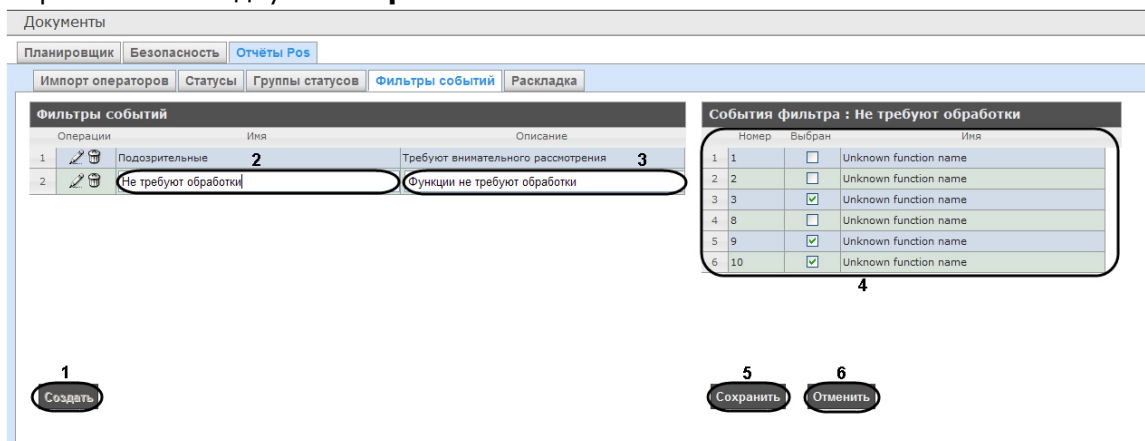 Документы
Планировщик Безопасность Отчёты Pos
Импорт операторов Статусы Группы статусов Фильтры событий Раскладка
Фильтры событий
Операции Имя Описание
1 Подозрительные 2 Требуют внимательного рассмотрения 3
2 Не требуют обработки Функции не требуют обработки
События фильтра : Не требуют обработки
Номер Выбран Имя
1 1 Unknown function name
2 2 Unknown function name
3 3 Unknown function name
4 8 Unknown function name
5 9 Unknown function name
6 10 Unknown function name
4
1 5 6
Создать Сохранить Отменить